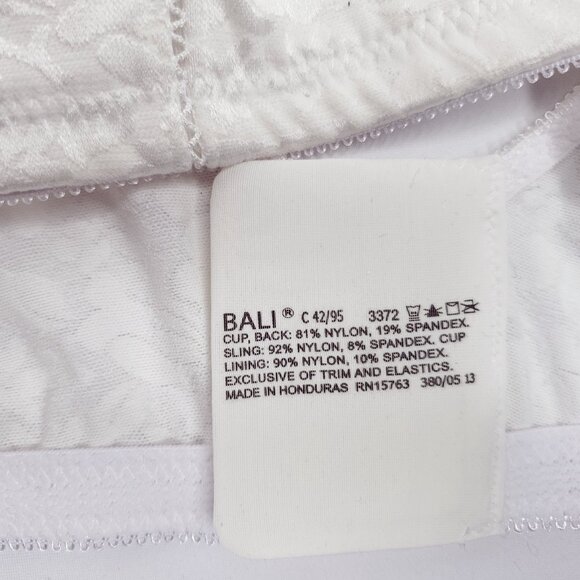 BALI ® C 42/95 3372
CUP, BACK: 81% NYLON, 19% SPANDEX.
SLING: 92% NYLON, 8% SPANDEX. CUP
LINING: 90% NYLON, 10% SPANDEX.
EXCLUSIVE OF TRIM AND ELASTICS.
MADE IN HONDURAS RN15763 380/05 13